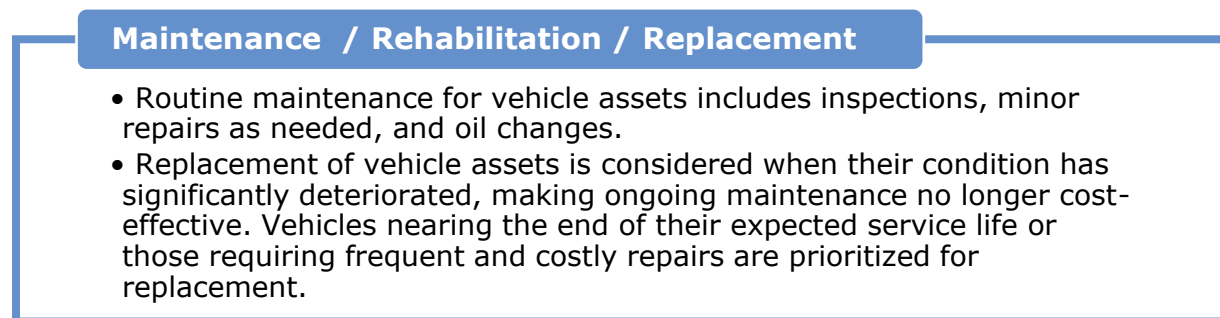 Maintenance / Rehabilitation / Replacement
• Routine maintenance for vehicle assets includes inspections, minor
repairs as needed, and oil changes.
• Replacement of vehicle assets is considered when their condition has
significantly deteriorated, making ongoing maintenance no longer cost-
effective. Vehicles nearing the end of their expected service life or
those requiring frequent and costly repairs are prioritized for
replacement.